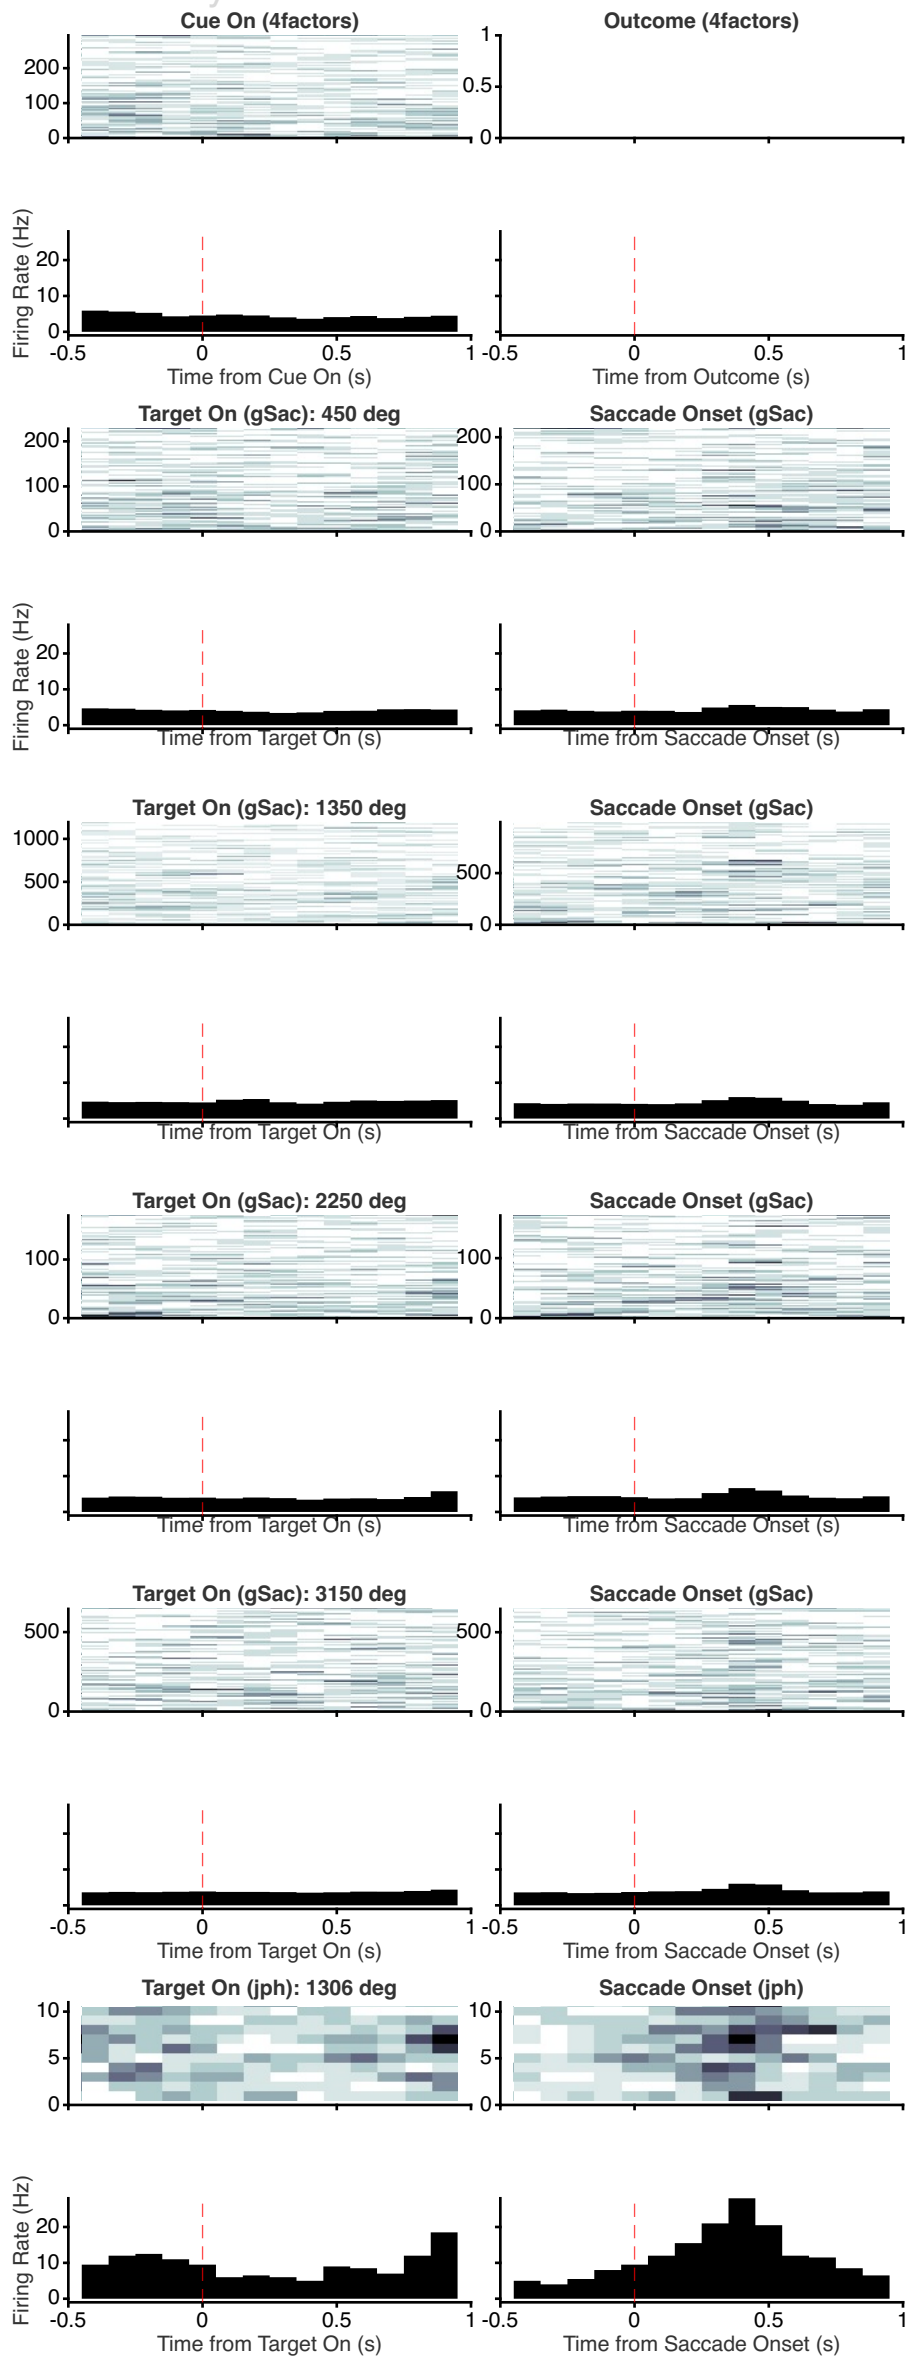 Cue On (4factors)
Outcome (4factors)
200
100
0
1
0.5
0
Firing Rate (Hz)
20
10
0
-0.5 0 0.5 1
-0.5 0 0.5 1
Time from Cue On (s)
Time from Outcome (s)
Target On (gSac): 450 deg
Saccade Onset (gSac)
200
100
0
200
100
0
Firing Rate (Hz)
20
10
0
Time from Target On (s)
Time from Saccade Onset (s)
Target On (gSac): 1350 deg
Saccade Onset (gSac)
1000
500
0
500
0
Time from Target On (s)
Time from Saccade Onset (s)
Target On (gSac): 2250 deg
Saccade Onset (gSac)
100
0
100
0
Time from Target On (s)
Time from Saccade Onset (s)
Target On (gSac): 3150 deg
Saccade Onset (gSac)
500
0
500
0
-0.5 0 0.5 1
-0.5 0 0.5 1
Time from Target On (s)
Time from Saccade Onset (s)
Target On (jph): 1306 deg
Saccade Onset (jph)
10
5
0
10
5
0
Firing Rate (Hz)
20
10
0
-0.5 0 0.5 1
-0.5 0 0.5 1
Time from Target On (s)
Time from Saccade Onset (s)